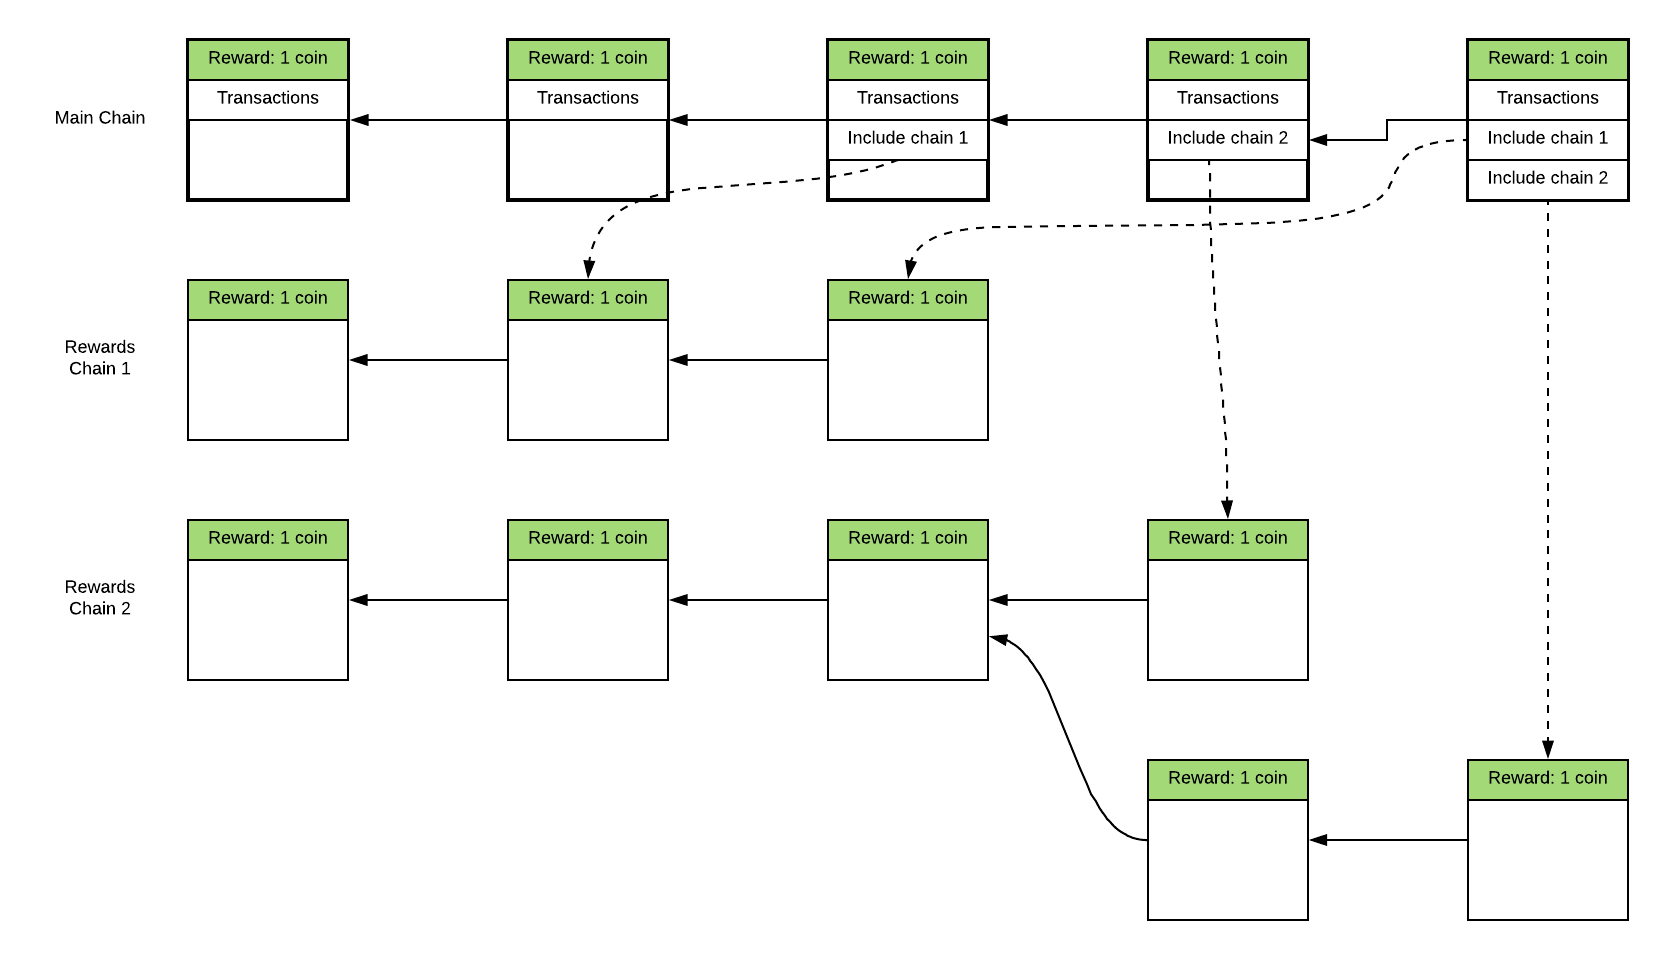 Reward: 1 coin
Reward: 1 coin
Reward: 1 coin
Reward: 1 coin
Reward: 1 coin
Main Chain
Transactions
Transactions
Transactions
Transactions
Transactions
Include chain 1
Include chain 2
Include chain 1
Include chain 2
Rewards
Chain 1
Reward: 1 coin
Reward: 1 coin
Reward: 1 coin
Rewards
Chain 2
Reward: 1 coin
Reward: 1 coin
Reward: 1 coin
Reward: 1 coin
Reward: 1 coin
Reward: 1 coin